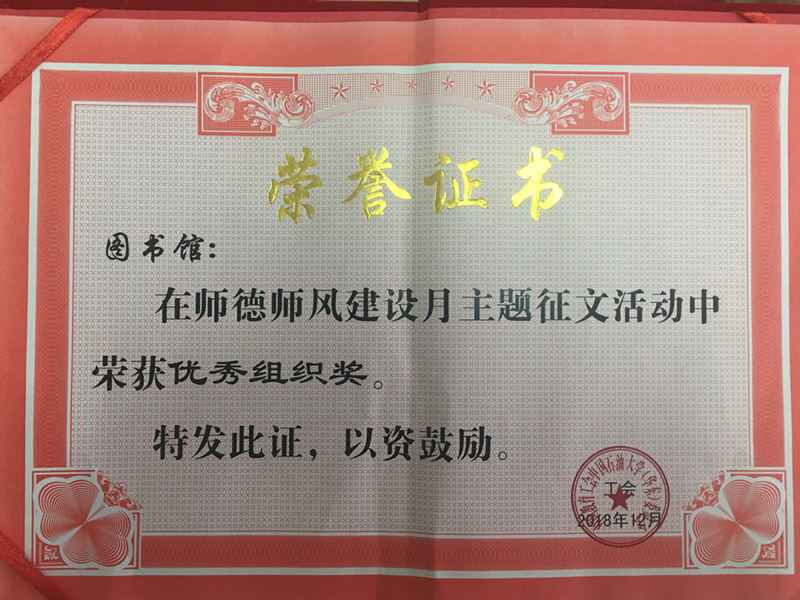 荣誉证书
图书馆：
在师德师风建设月主题征文活动中
荣获优秀组织奖。
特发此证，以资鼓励。
工会
2018年12月